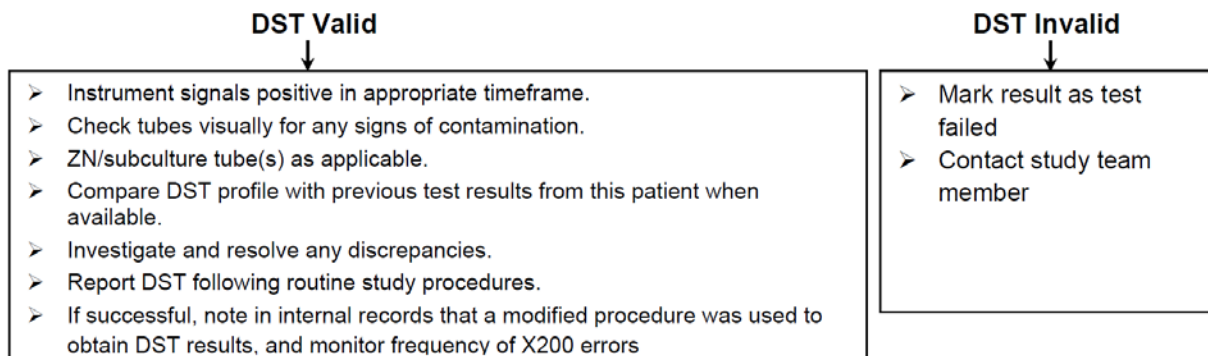 DST Valid
➢ Instrument signals positive in appropriate timeframe.
➢ Check tubes visually for any signs of contamination.
➢ ZN/subculture tube(s) as applicable.
➢ Compare DST profile with previous test results from this patient when
available.
➢ Investigate and resolve any discrepancies.
➢ Report DST following routine study procedures.
➢ If successful, note in internal records that a modified procedure was used to
obtain DST results, and monitor frequency of X200 errors
DST Invalid
➢ Mark result as test
failed
➢ Contact study team
member